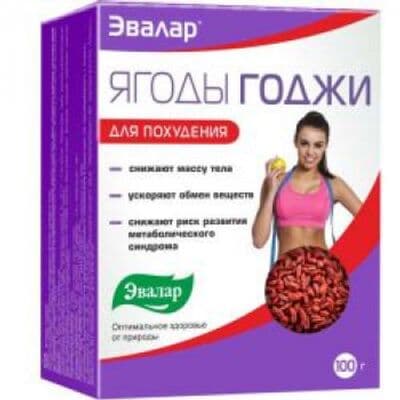 Эвалар®
ЯГОДЫ ГОДЖИ
ДЛЯ ПОХУДЕНИЯ
снижают массу тела
ускоряют обмен веществ
снижают риск развития
метаболического
синдрома
Эвалар
Оптимальное здоровье
от природы
100 г